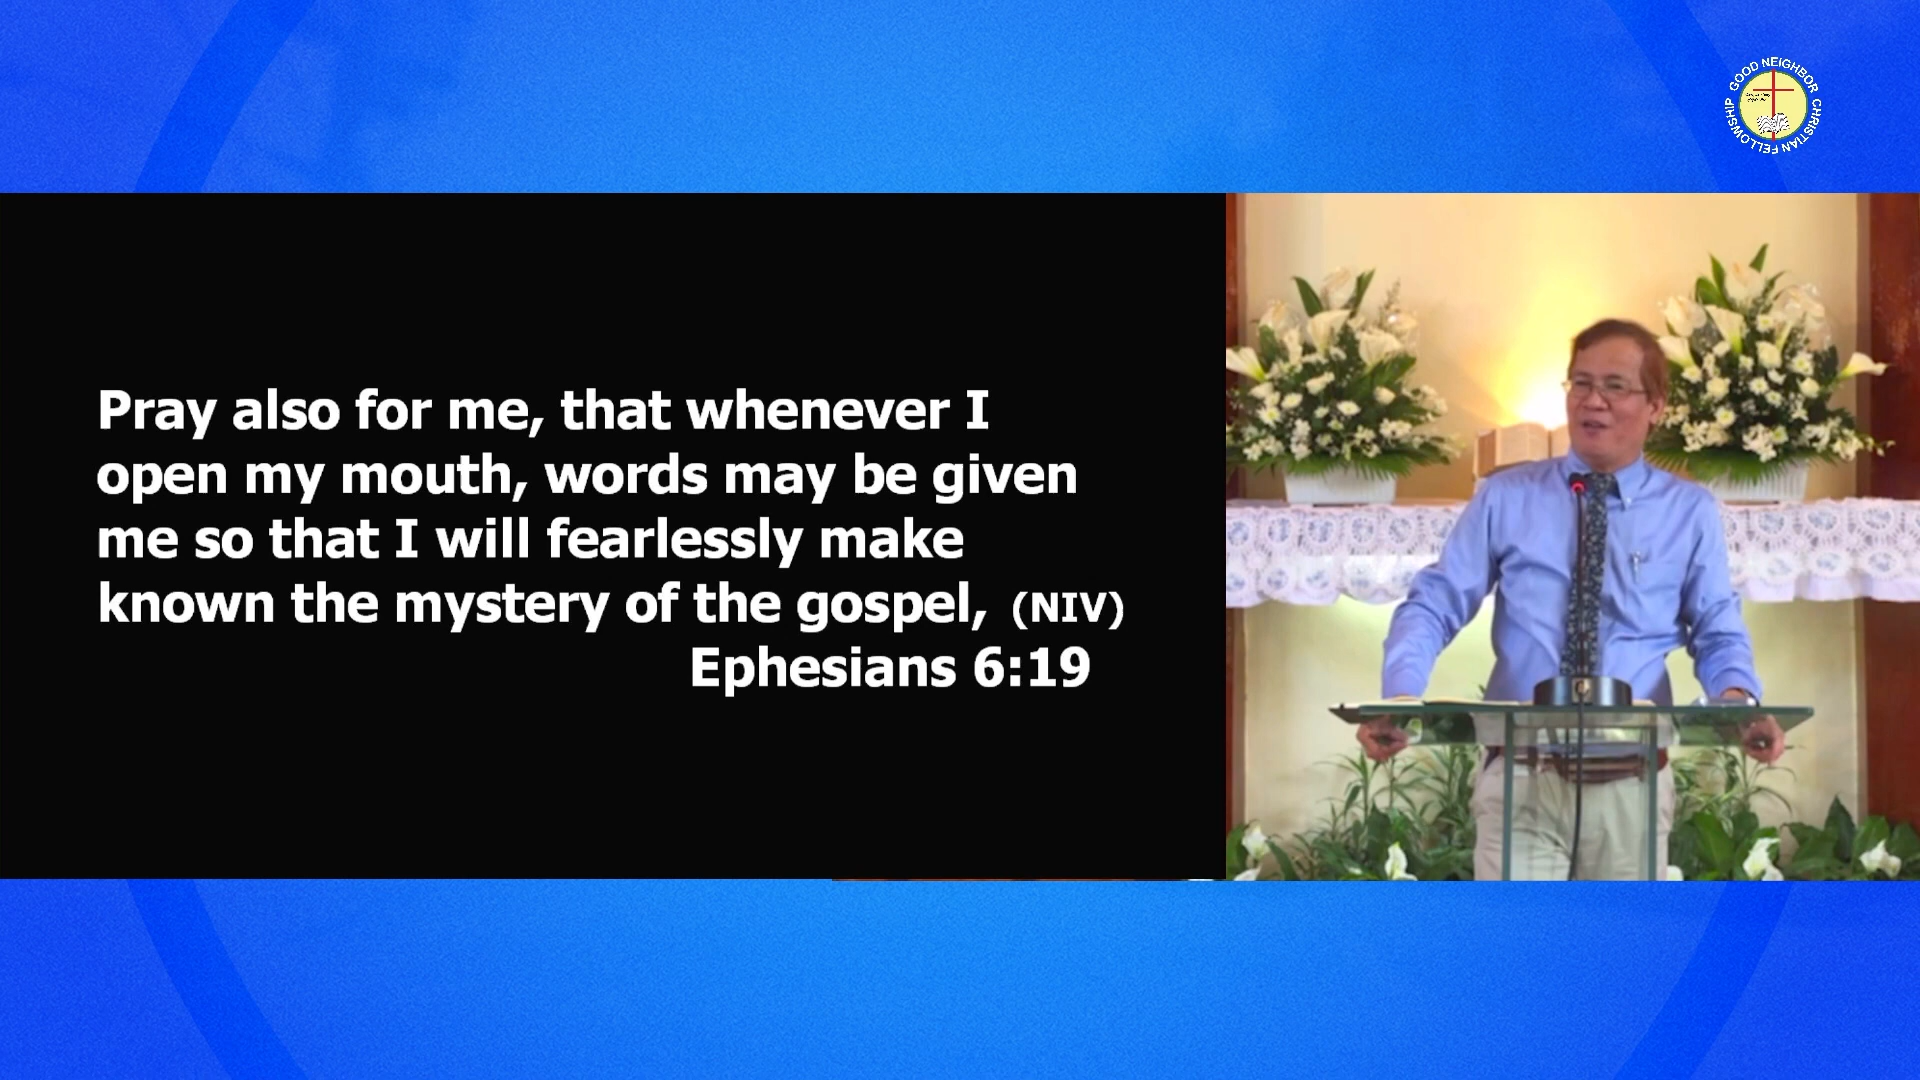 GOOD NEIGHBOR CHRISTIAN FELLOWSHIP
Pray also for me, that whenever I
open my mouth, words may be given
me so that I will fearlessly make
known the mystery of the gospel, (NIV)
Ephesians 6:19